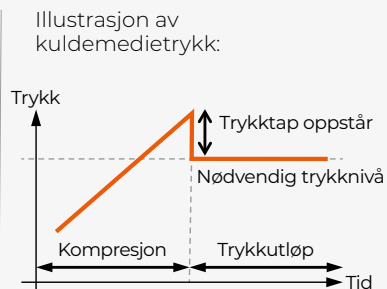 Illustrasjon av
kuldemedietrykk:
Trykk
Trykktap oppstår
Nødvendig trykknivå
Kompresjon
Trykkutløp
Tid